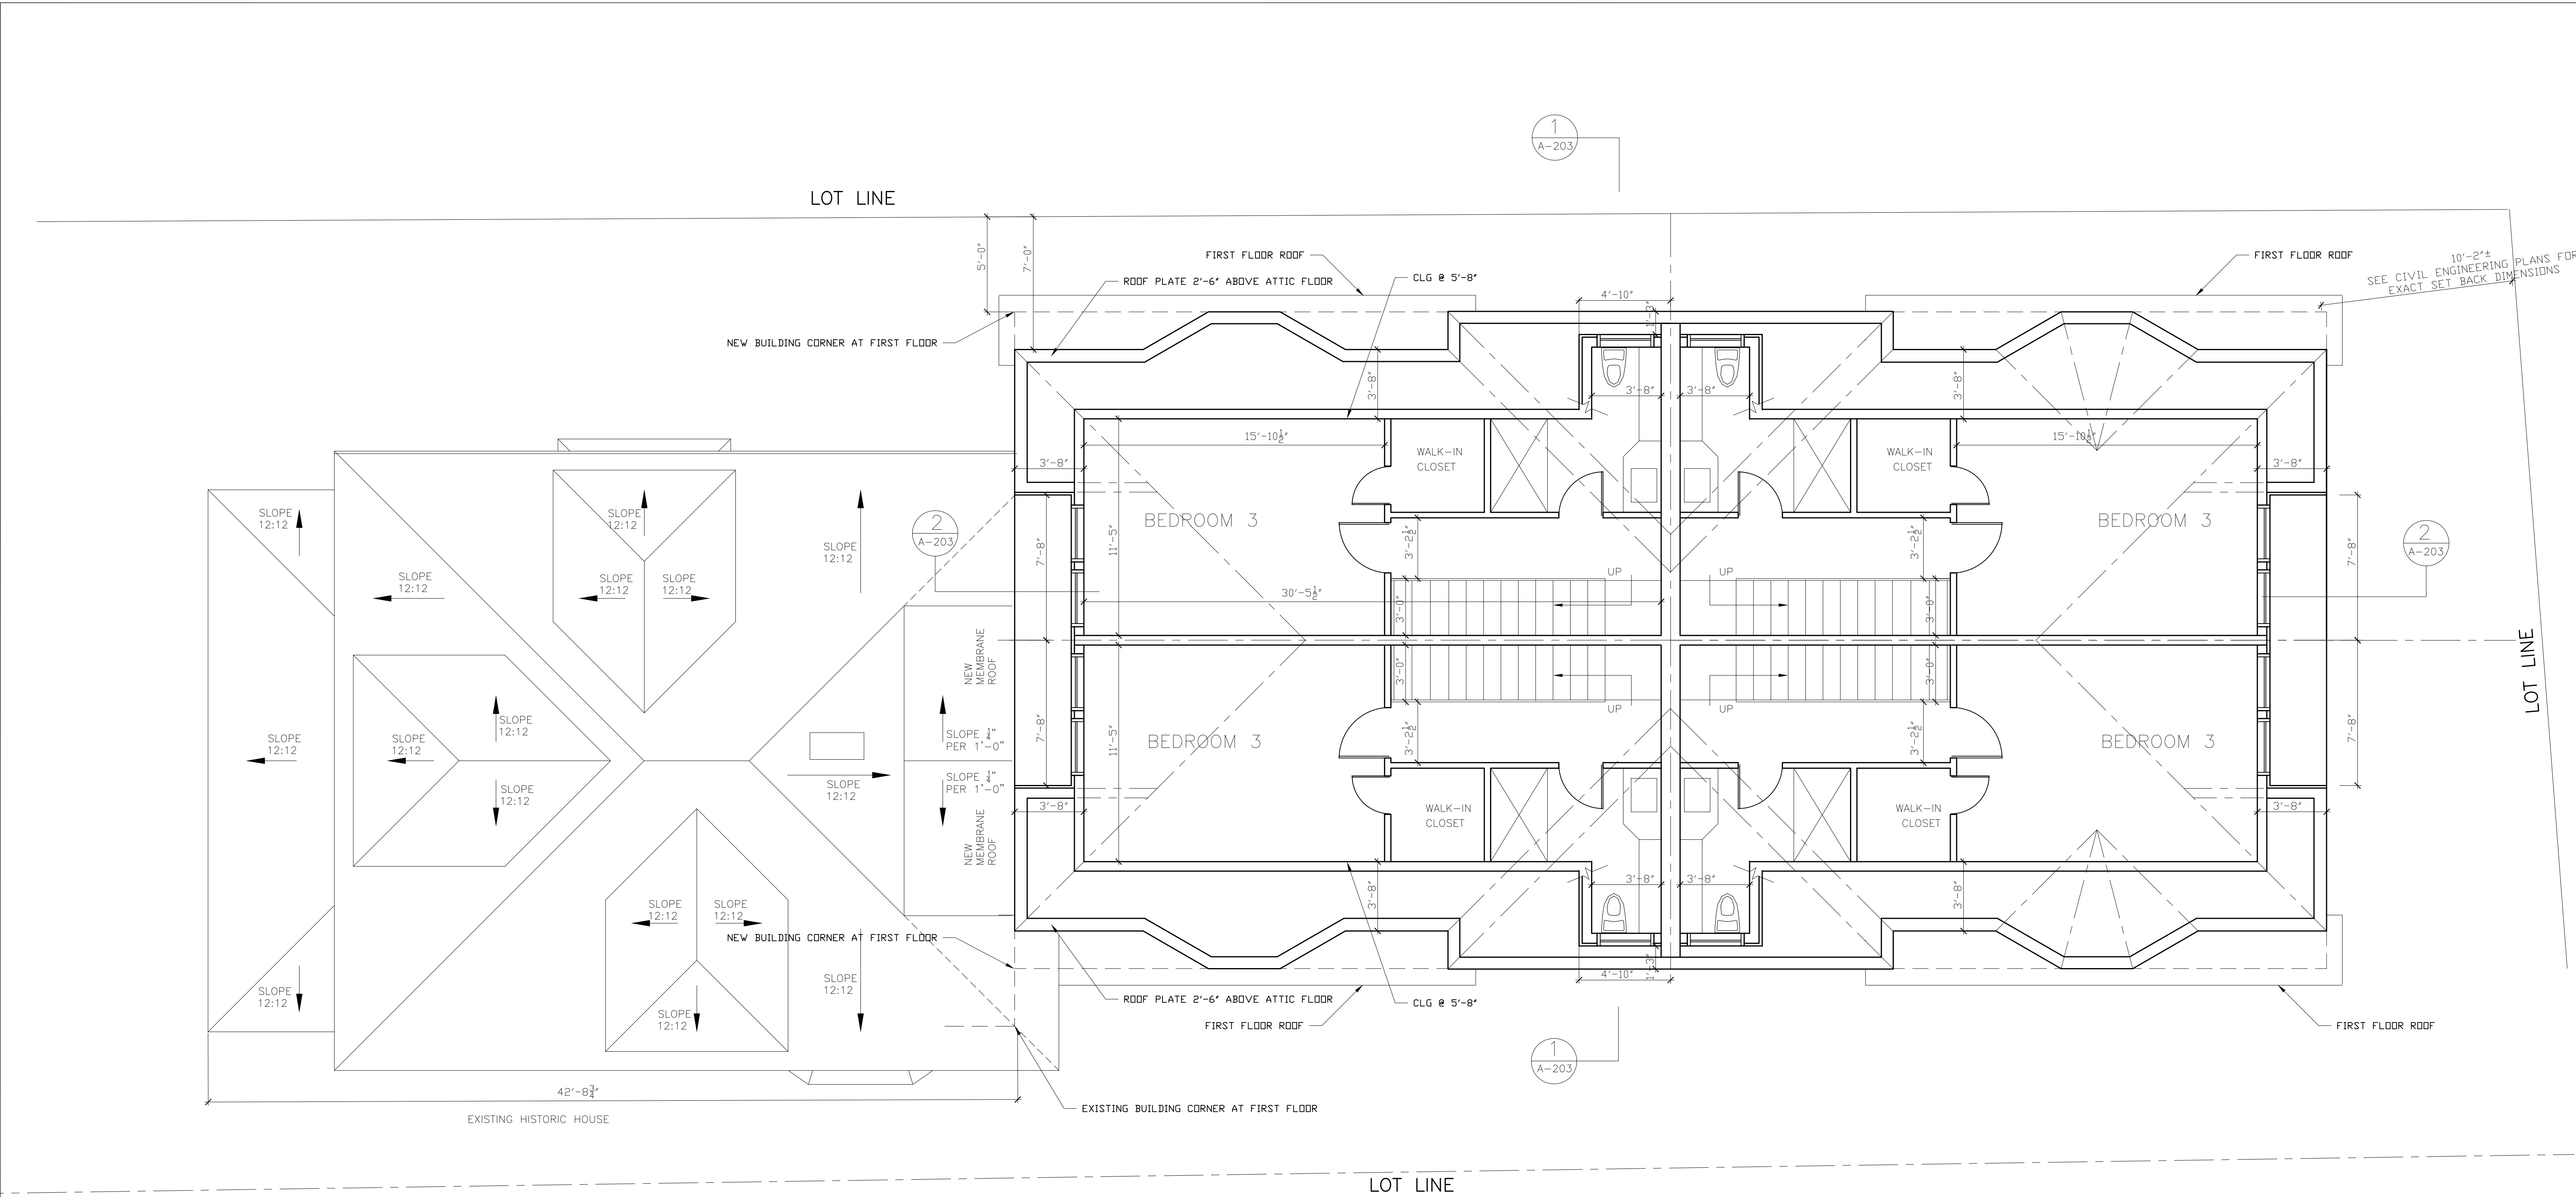 1
A-203
LOT LINE
5'-0"
7'-0"
FIRST FLOOR ROOF
ROOF PLATE 2'-6" ABOVE ATTIC FLOOR
CLG @ 5'-8"
4'-10"
1'-3"
FIRST FLOOR ROOF
10'-2"±
SEE CIVIL ENGINEERING PLANS FOR
EXACT SET BACK DIMENSIONS
NEW BUILDING CORNER AT FIRST FLOOR
3'-8"
3'-8"
3'-8"
3'-8"
15'-10½"
15'-10½"
3'-8"
3'-8"
WALK-IN
CLOSET
WALK-IN
CLOSET
SLOPE
12:12
SLOPE
12:12
SLOPE
12:12
SLOPE
12:12
SLOPE
12:12
SLOPE
12:12
2
A-203
7'-8"
11'-5"
BEDROOM 3
BEDROOM 3
3'-2½"
3'-2½"
7'-8"
2
A-203
UP
UP
30'-5½"
3'-0"
3'-0"
NEW
MEMBRANE
ROOF
LOT LINE
3'-0"
3'-0"
UP
UP
7'-8"
11'-5"
BEDROOM 3
BEDROOM 3
3'-2½"
3'-2½"
7'-8"
SLOPE
12:12
SLOPE
12:12
SLOPE
12:12
SLOPE
12:12
SLOPE
12:12
SLOPE ¼"
PER 1'-0"
SLOPE ¼"
PER 1'-0"
NEW
MEMBRANE
ROOF
3'-8"
3'-8"
WALK-IN
CLOSET
WALK-IN
CLOSET
3'-8"
3'-8"
3'-8"
3'-8"
SLOPE
12:12
SLOPE
12:12
NEW BUILDING CORNER AT FIRST FLOOR
SLOPE
12:12
SLOPE
12:12
SLOPE
12:12
4'-10"
1'-3"
ROOF PLATE 2'-6" ABOVE ATTIC FLOOR
CLG @ 5'-8"
FIRST FLOOR ROOF
FIRST FLOOR ROOF
1
A-203
42'-8¾"
EXISTING HISTORIC HOUSE
EXISTING BUILDING CORNER AT FIRST FLOOR
LOT LINE